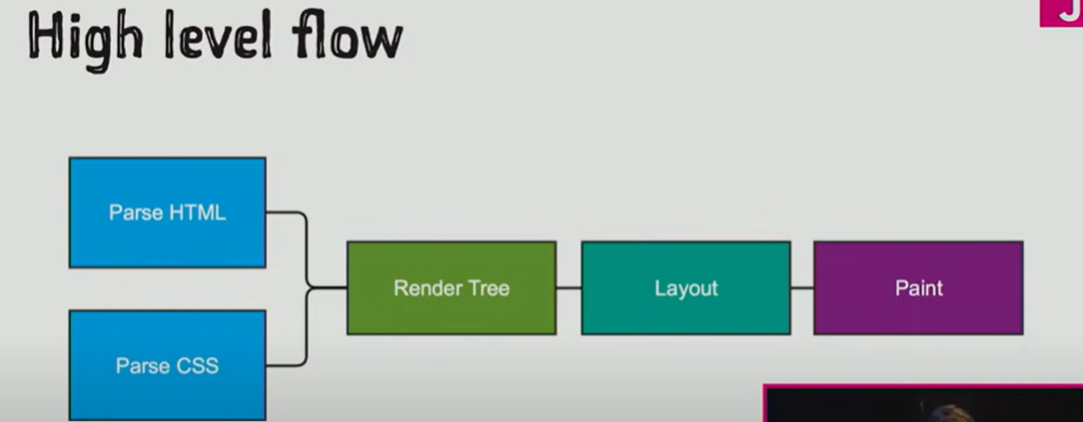 High level flow
J
Parse HTML
Parse CSS
Render Tree
Layout
Paint